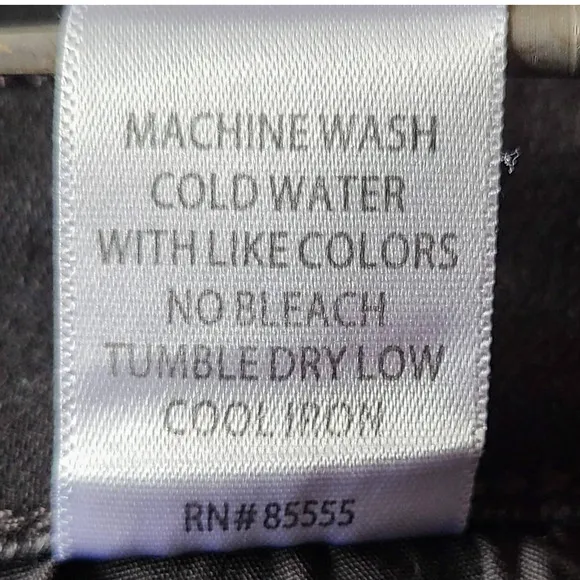 MACHINE WASH
COLD WATER
WITH LIKE COLORS
NO BLEACH
TUMBLE DRY LOW
COOL IRON
RN# 85555